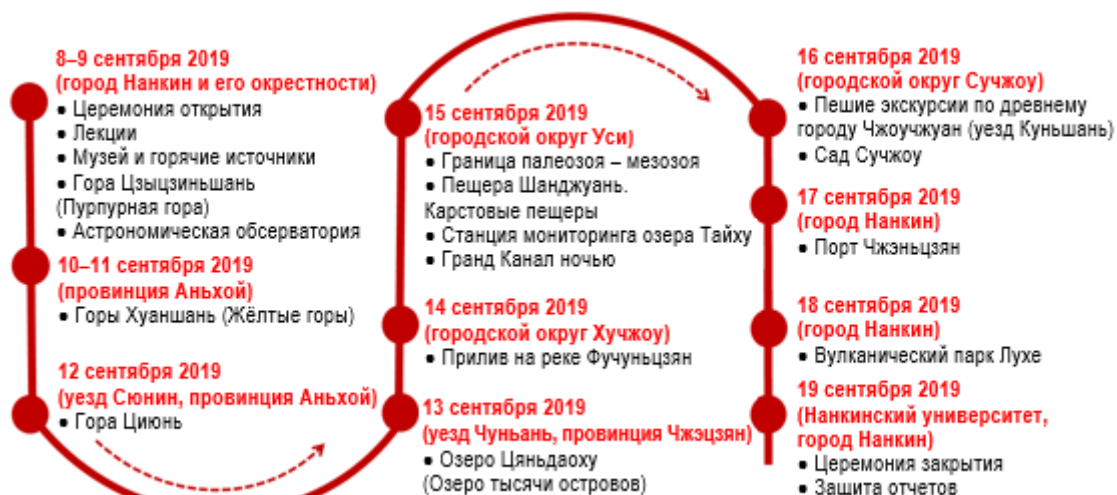 8–9 сентября 2019
(город Нанкин и его окрестности)
● Церемония открытия
● Лекции
● Музей и горячие источники
● Гора Цзыцзиньшань
(Пурпурная гора)
● Астрономическая обсерватория
10–11 сентября 2019
(провинция Аньхой)
● Горы Хуаншань (Жёлтые горы)
12 сентября 2019
(уезд Сюнин, провинция Аньхой)
● Гора Циюнь
13 сентября 2019
(уезд Чуньань, провинция Чжэцзян)
● Озеро Цяньдаоху
(Озеро тысячи островов)
14 сентября 2019
(городской округ Хучжоу)
● Прилив на реке Фучуньцзян
15 сентября 2019
(городской округ Уси)
● Граница палеозоя – мезозоя
● Пещера Шанджуань.
Карстовые пещеры
● Станция мониторинга озера Тайху
● Гранд Канал ночью
16 сентября 2019
(городской округ Сучжоу)
● Пешие экскурсии по древнему
городу Чжоучжуан (уезд Куньшань)
● Сад Сучжоу
17 сентября 2019
(город Нанкин)
● Порт Чжэньцзян
18 сентября 2019
(город Нанкин)
● Вулканический парк Лухе
19 сентября 2019
(Нанкинский университет,
город Нанкин)
● Церемония закрытия
● Защита отчетов